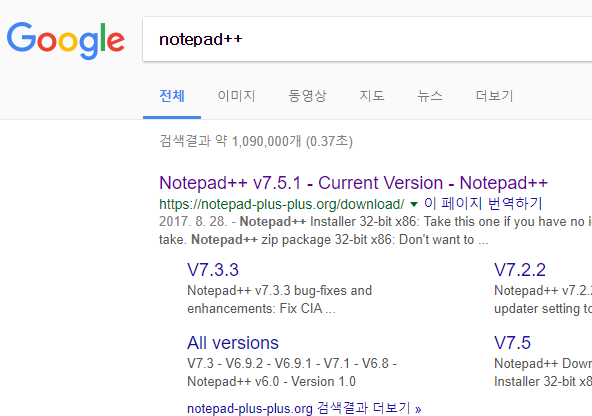 Google
notepad++
전체 이미지 동영상 지도 뉴스 더보기
검색결과 약 1,090,000개 (0.37초)
Notepad++ v7.5.1 - Current Version - Notepad++
https://notepad-plus-plus.org/download/ ▼ 이 페이지 번역하기
2017. 8. 28. - Notepad++ Installer 32-bit x86: Take this one if you have no
take. Notepad++ zip package 32-bit x86: Don't want to ...
V7.3.3
Notepad++ v7.3.3 bug-fixes and
enhancements: Fix CIA ...
V7.2.2
Notepad++ v7.2.
updater setting to
All versions
V7.3 - V6.9.2 - V6.9.1 - V7.1 - V6.8 -
Notepad++ v6.0 - Version 1.0
V7.5
Notepad++ Dow
Installer 32-bit x
notepad-plus-plus.org 검색결과 더보기 »